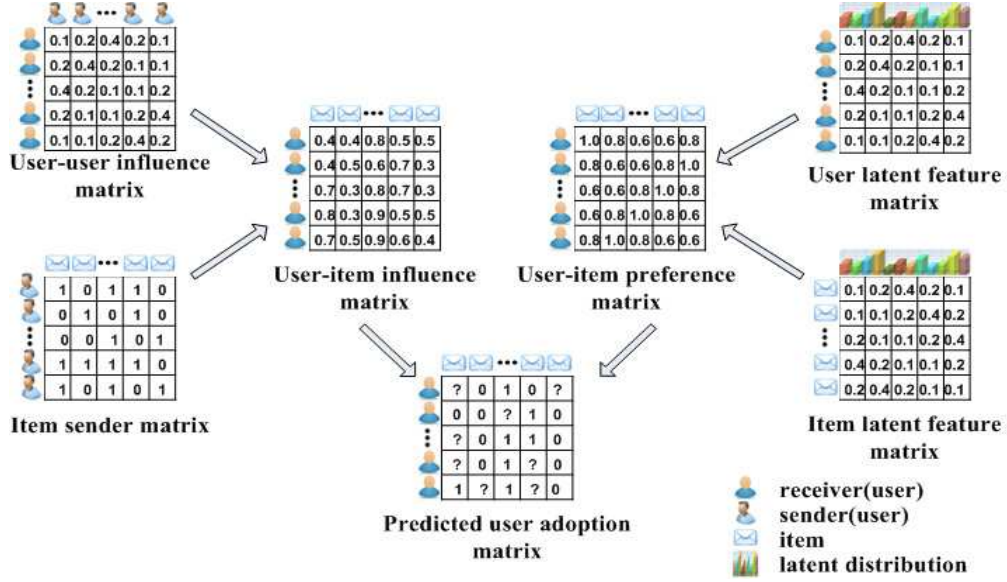 •••
0.1 0.2 0.4 0.2 0.1
0.2 0.4 0.2 0.1 0.1
0.4 0.2 0.1 0.1 0.2
0.2 0.1 0.1 0.2 0.4
0.1 0.1 0.2 0.4 0.2
User-user influence
matrix
•••
1 0 1 1 0
0 1 0 1 0
0 0 1 0 1
1 1 1 1 0
1 0 1 0 1
Item sender matrix
•••
0.4 0.4 0.8 0.5 0.5
0.4 0.5 0.6 0.7 0.3
0.7 0.3 0.8 0.7 0.3
0.8 0.3 0.9 0.5 0.5
0.7 0.5 0.9 0.6 0.4
User-item influence
matrix
•••
1.0 0.8 0.6 0.6 0.8
0.8 0.6 0.6 0.8 1.0
0.6 0.6 0.8 1.0 0.8
0.6 0.8 1.0 0.8 0.6
0.8 1.0 0.8 0.6 0.6
User-item preference
matrix
0.1 0.2 0.4 0.2 0.1
0.2 0.4 0.2 0.1 0.1
0.4 0.2 0.1 0.1 0.2
0.2 0.1 0.1 0.2 0.4
0.1 0.1 0.2 0.4 0.2
User latent feature
matrix
0.1 0.2 0.4 0.2 0.1
0.1 0.1 0.2 0.4 0.2
0.2 0.1 0.1 0.2 0.4
0.4 0.2 0.1 0.1 0.2
0.2 0.4 0.2 0.1 0.1
Item latent feature
matrix
•••
? 0 1 0 ?
0 0 ? 1 0
? 0 1 1 0
? 0 1 ? 0
1 ? 1 ? 0
Predicted user adoption
matrix
receiver(user)
sender(user)
item
latent distribution